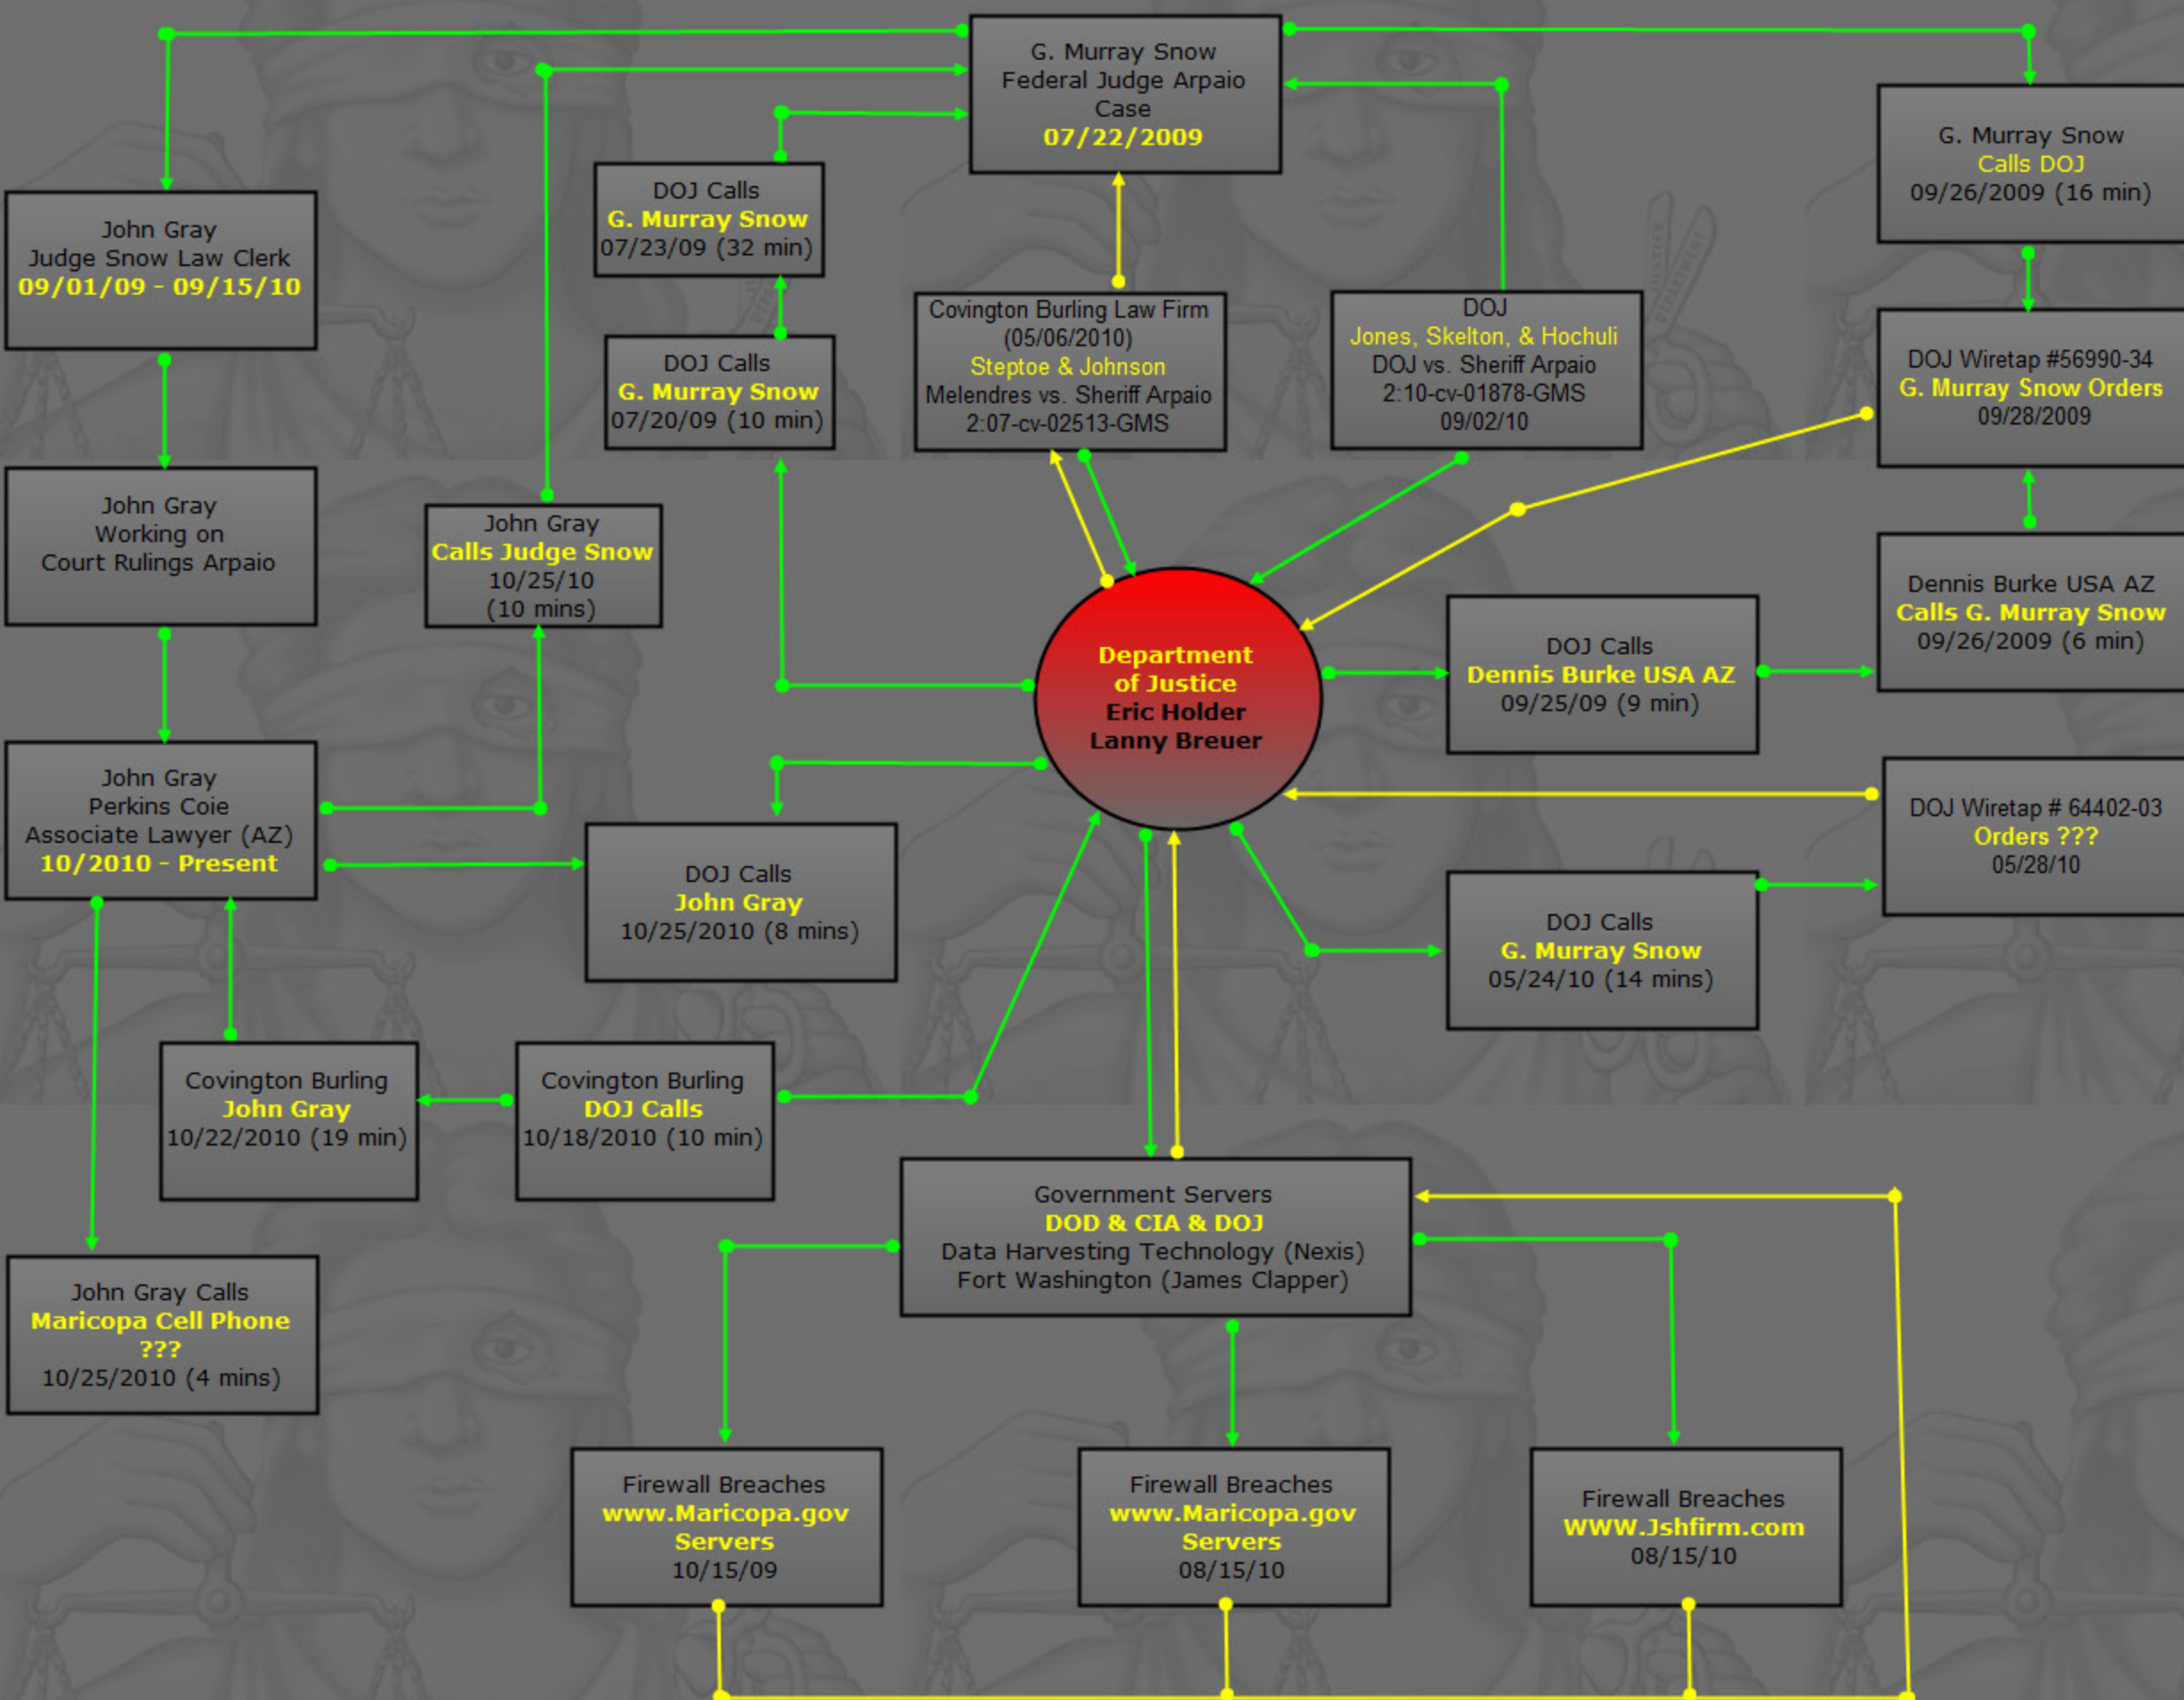 G. Murray Snow
Federal Judge Arpaio
Case
07/22/2009
G. Murray Snow
Calls DOJ
09/26/2009 (16 min)
John Gray
Judge Snow Law Clerk
09/01/09 - 09/15/10
DOJ Calls
G. Murray Snow
07/23/09 (32 min)
Covington Burling Law Firm
(05/06/2010)
Steptoe & Johnson
Melendres vs. Sheriff Arpaio
2:07-cv-02513-GMS
DOJ
Jones, Skelton, & Hochuli
DOJ vs. Sheriff Arpaio
2:10-cv-01878-GMS
09/02/10
DOJ Wiretap #56990-34
G. Murray Snow Orders
09/28/2009
DOJ Calls
G. Murray Snow
07/20/09 (10 min)
John Gray
Working on
Court Rulings Arpaio
John Gray
Calls Judge Snow
10/25/10
(10 mins)
Department
of Justice
Eric Holder
Lanny Breuer
DOJ Calls
Dennis Burke USA AZ
09/25/09 (9 min)
Dennis Burke USA AZ
Calls G. Murray Snow
09/26/2009 (6 min)
John Gray
Perkins Coie
Associate Lawyer (AZ)
10/2010 - Present
DOJ Calls
John Gray
10/25/2010 (8 mins)
DOJ Calls
G. Murray Snow
05/24/10 (14 mins)
DOJ Wiretap # 64402-03
Orders ???
05/28/10
Covington Burling
John Gray
10/22/2010 (19 min)
Covington Burling
DOJ Calls
10/18/2010 (10 min)
Government Servers
DOD & CIA & DOJ
Data Harvesting Technology (Nexis)
Fort Washington (James Clapper)
John Gray Calls
Maricopa Cell Phone
???
10/25/2010 (4 mins)
Firewall Breaches
www.Maricopa.gov
Servers
10/15/09
Firewall Breaches
www.Maricopa.gov
Servers
08/15/10
Firewall Breaches
WWW.Jshfirm.com
08/15/10
JUSTICE
DEPARTMENT